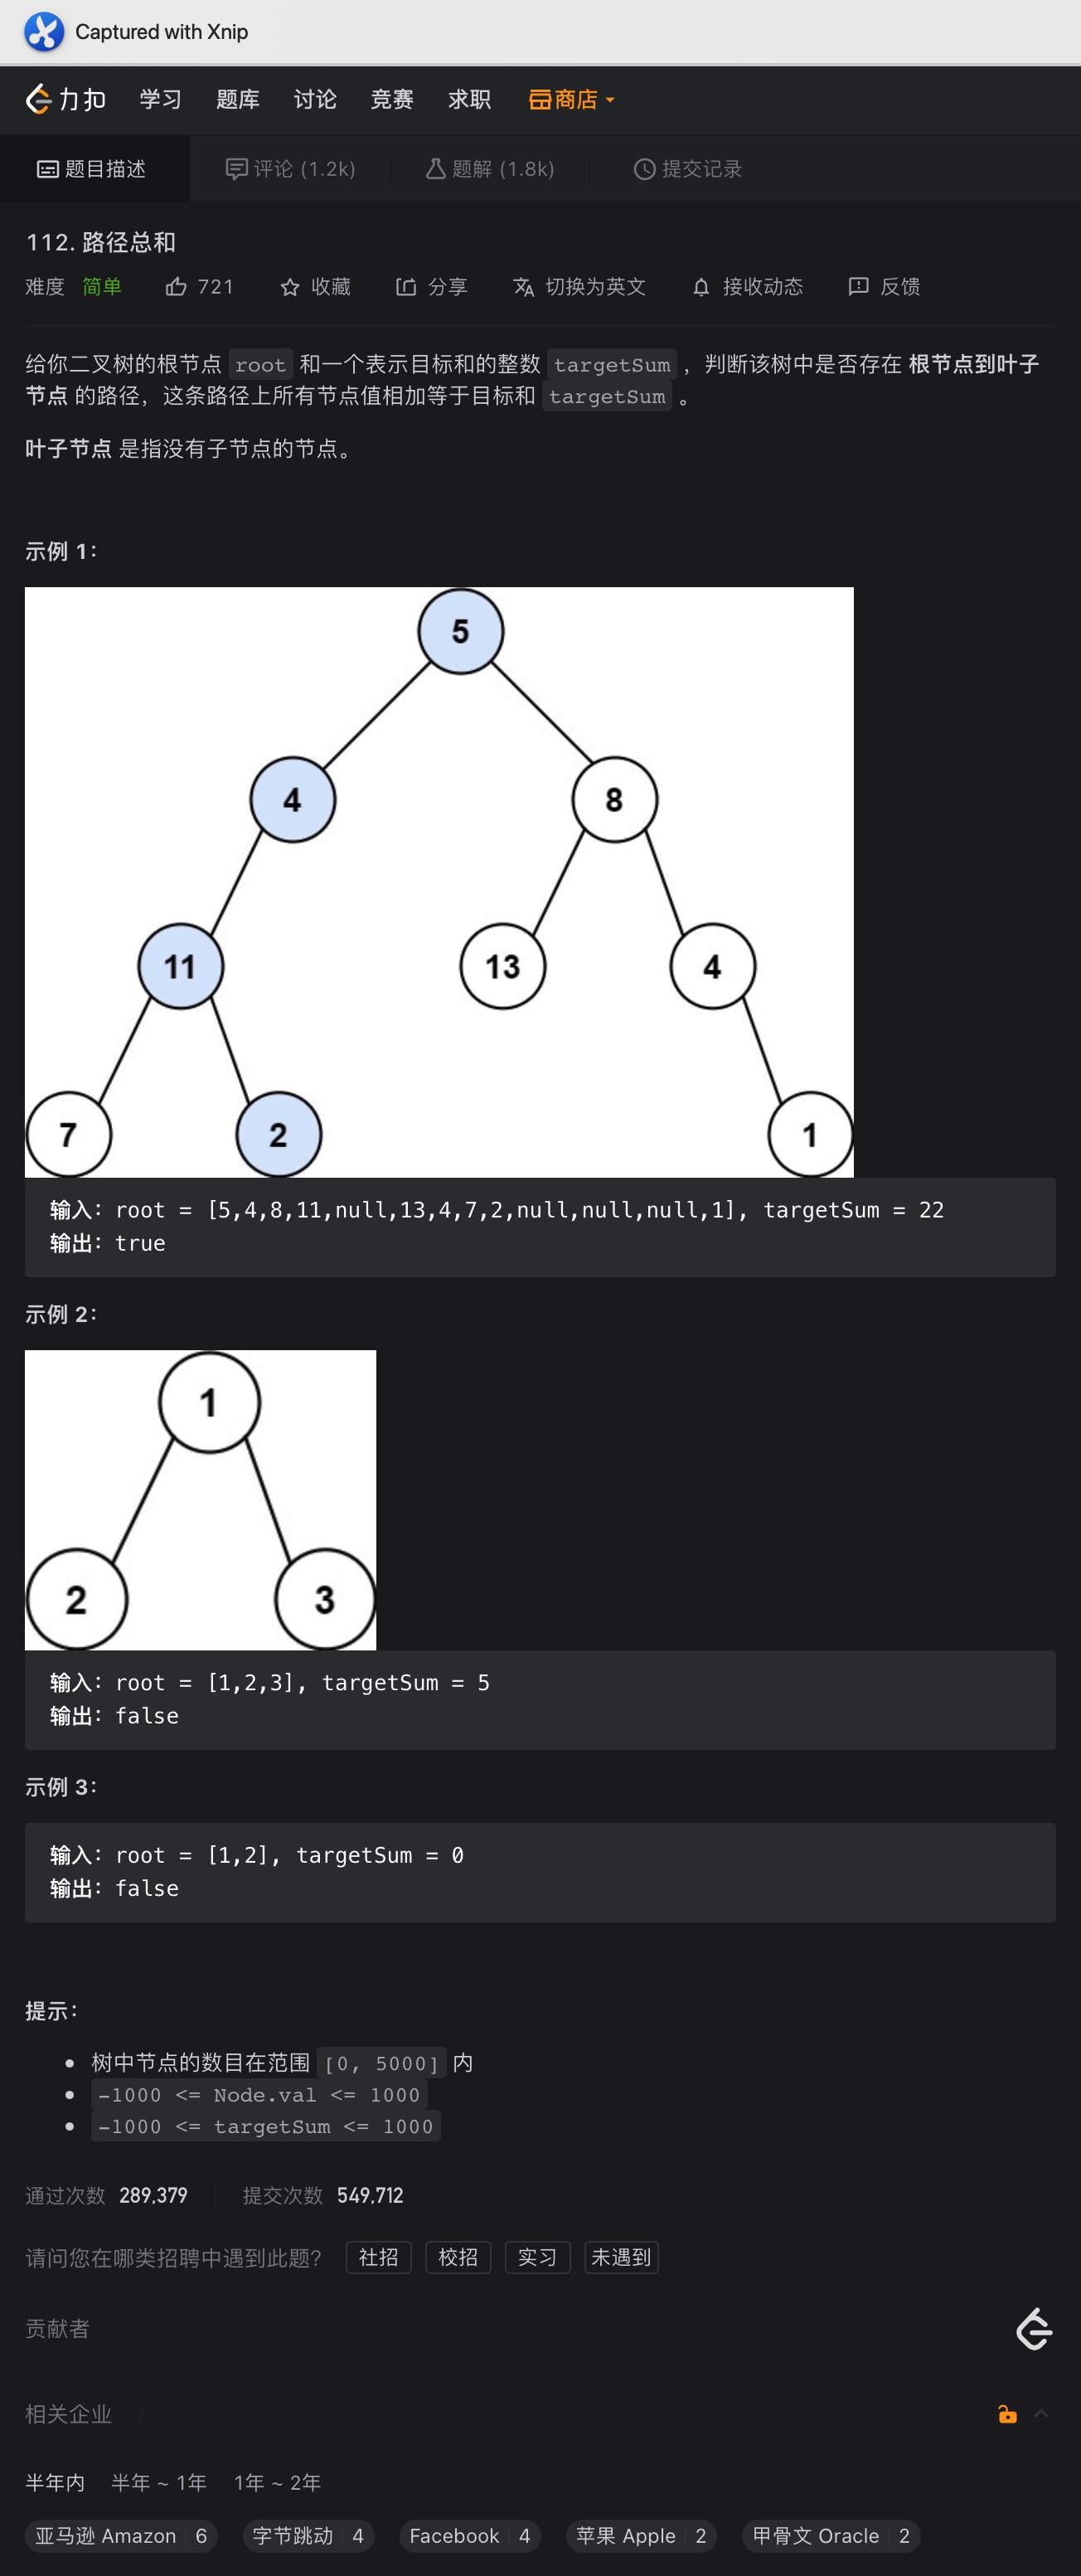 Captured with Xnip
力扣 学习 题库 讨论 竞赛 求职 商店
题目描述 评论 (1.2k) 题解 (1.8k) 提交记录
112. 路径总和
难度 简单 721 收藏 分享 切换为英文 接收动态 反馈
给你二叉树的根节点 root 和一个表示目标和的整数 targetSum ，判断该树中是否存在 根节点到叶子
节点 的路径，这条路径上所有节点值相加等于目标和 targetSum 。
叶子节点 是指没有子节点的节点。
示例 1：
5
4 8
11 13 4
7 2 1
输入：root = [5,4,8,11,null,13,4,7,2,null,null,null,1], targetSum = 22
输出：true
示例 2：
1
2 3
输入：root = [1,2,3], targetSum = 5
输出：false
示例 3：
输入：root = [1,2], targetSum = 0
输出：false
提示：
• 树中节点的数目在范围 [0, 5000] 内
• -1000 <= Node.val <= 1000
• -1000 <= targetSum <= 1000
通过次数 289,379 提交次数 549,712
请问您在哪类招聘中遇到此题？ 社招 校招 实习 未遇到
贡献者
相关企业
半年内 半年 ~ 1年 1年 ~ 2年
亚马逊 Amazon 6 字节跳动 4 Facebook 4 苹果 Apple 2 甲骨文 Oracle 2